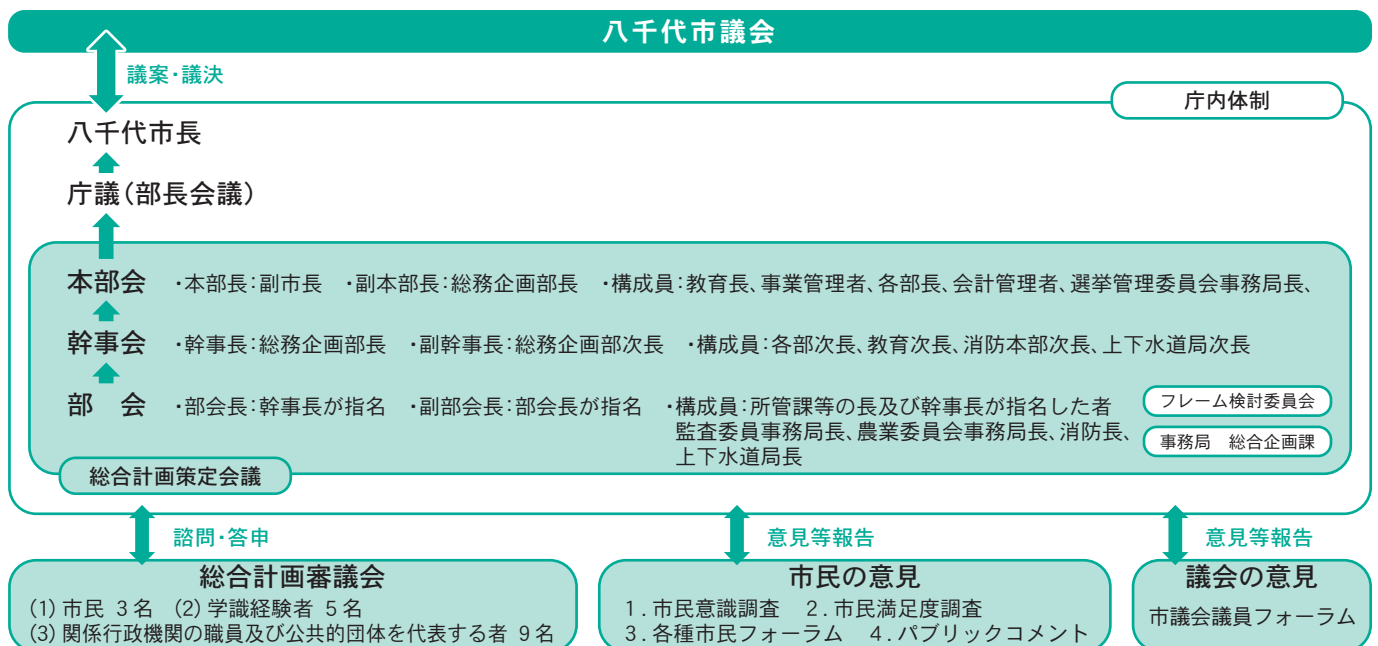 八千代市議会
議案・議決
庁内体制
八千代市長
庁議(部長会議)
本部会 ・本部長:副市長 ・副本部長:総務企画部長 ・構成員:教育長、事業管理者、各部長、会計管理者、選挙管理委員会事務局長、
幹事会 ・幹事長:総務企画部長 ・副幹事長:総務企画部次長 ・構成員:各部次長、教育次長、消防本部次長、上下水道局次長
部 会 ・部会長:幹事長が指名 ・副部会長:部会長が指名 ・構成員:所管課等の長及び幹事長が指名した者
監査委員事務局長、農業委員会事務局長、消防長、
上下水道局長
フレーム検討委員会
事務局 総合企画課
総合計画策定会議
諮問・答申
意見等報告
意見等報告
総合計画審議会
(1)市民 3名 (2)学識経験者 5名
(3)関係行政機関の職員及び公共的団体を代表する者 9名
市民の意見
1.市民意識調査 2.市民満足度調査
3.各種市民フォーラム 4.パブリックコメント
議会の意見
市議会議員フォーラム